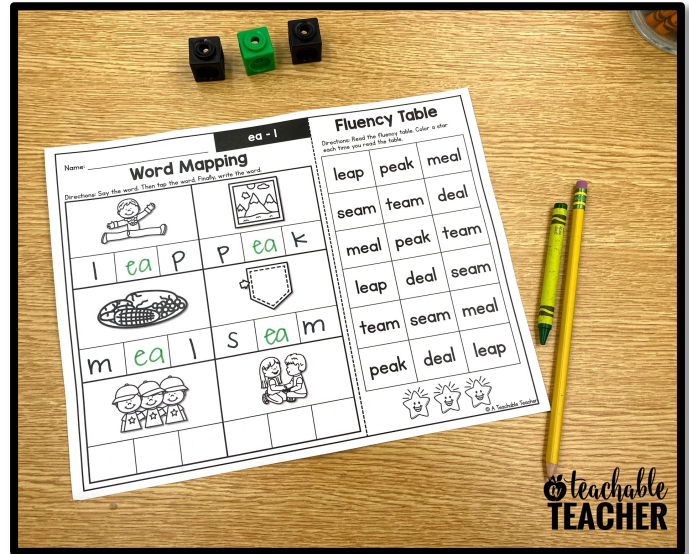 ea - 1
Name:
Word Mapping
Directions: Say the word. Then tap the word. Finally, write the word.
l ea p
p ea k
m ea l
s ea m
Fluency Table
Directions: Read the fluency table. Color a star
each time you read the table.
leap peak meal
seam team deal
meal peak team
leap deal seam
team seam meal
peak deal leap
© A Teachable Teacher
a teachable
TEACHER